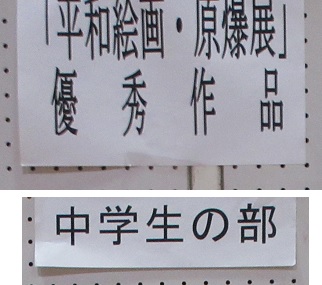 「平和絵画・原爆展」
優秀作品
中学生の部